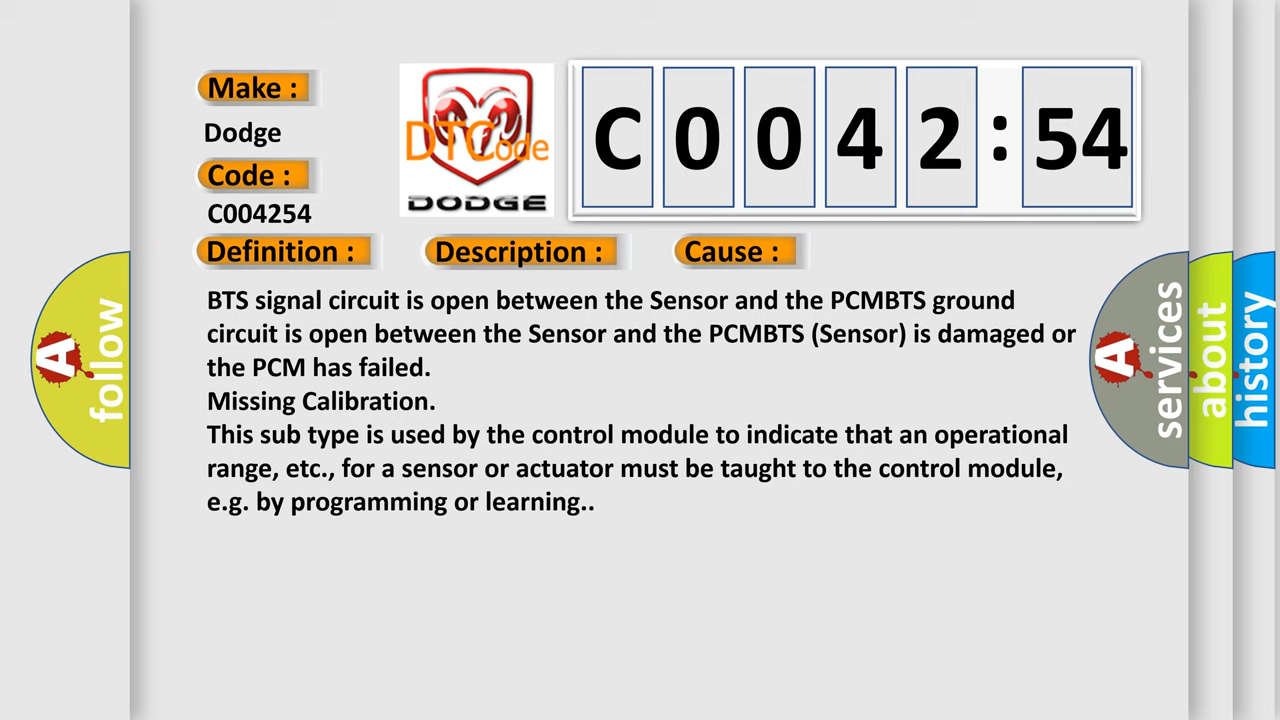 Make :
Dodge
Code :
C004254
DTCode
DODGE
C0042:54
Definition :
Description :
Cause :
BTS signal circuit is open between the Sensor and the PCMBTS ground
circuit is open between the Sensor and the PCMBTS (Sensor) is damaged or
the PCM has failed.
Missing Calibration.
This sub type is used by the control module to indicate that an operational
range, etc., for a sensor or actuator must be taught to the control module,
e.g. by programming or learning..
A follow
A services
about
history